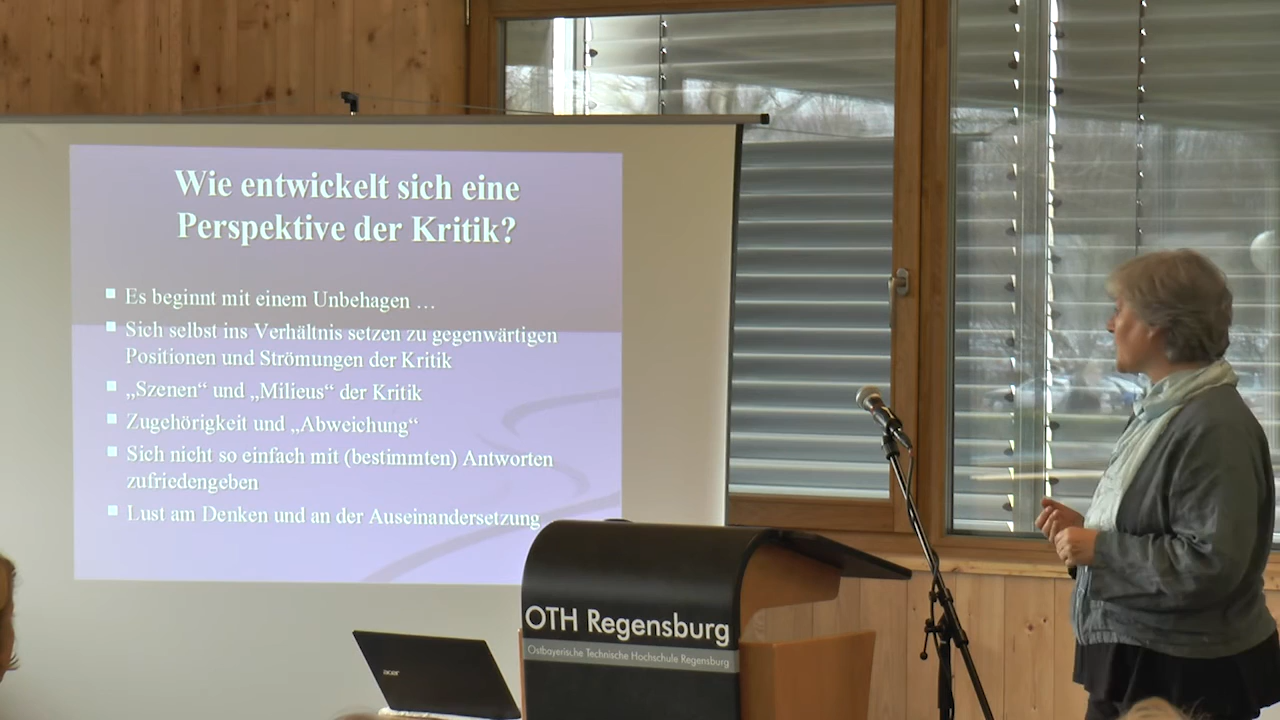 Wie entwickelt sich eine
Perspektive der Kritik?
Es beginnt mit einem Unbehagen …
Sich selbst ins Verhältnis setzen zu gegenwärtigen
Positionen und Strömungen der Kritik
„Szenen“ und „Milieus“ der Kritik
Zugehörigkeit und „Abweichung“
Sich nicht so einfach mit (bestimmten) Antworten
zufriedengeben
Lust am Denken und an der Auseinandersetzung
OTH Regensburg
Ostbayerische Technische Hochschule Regensburg
acer